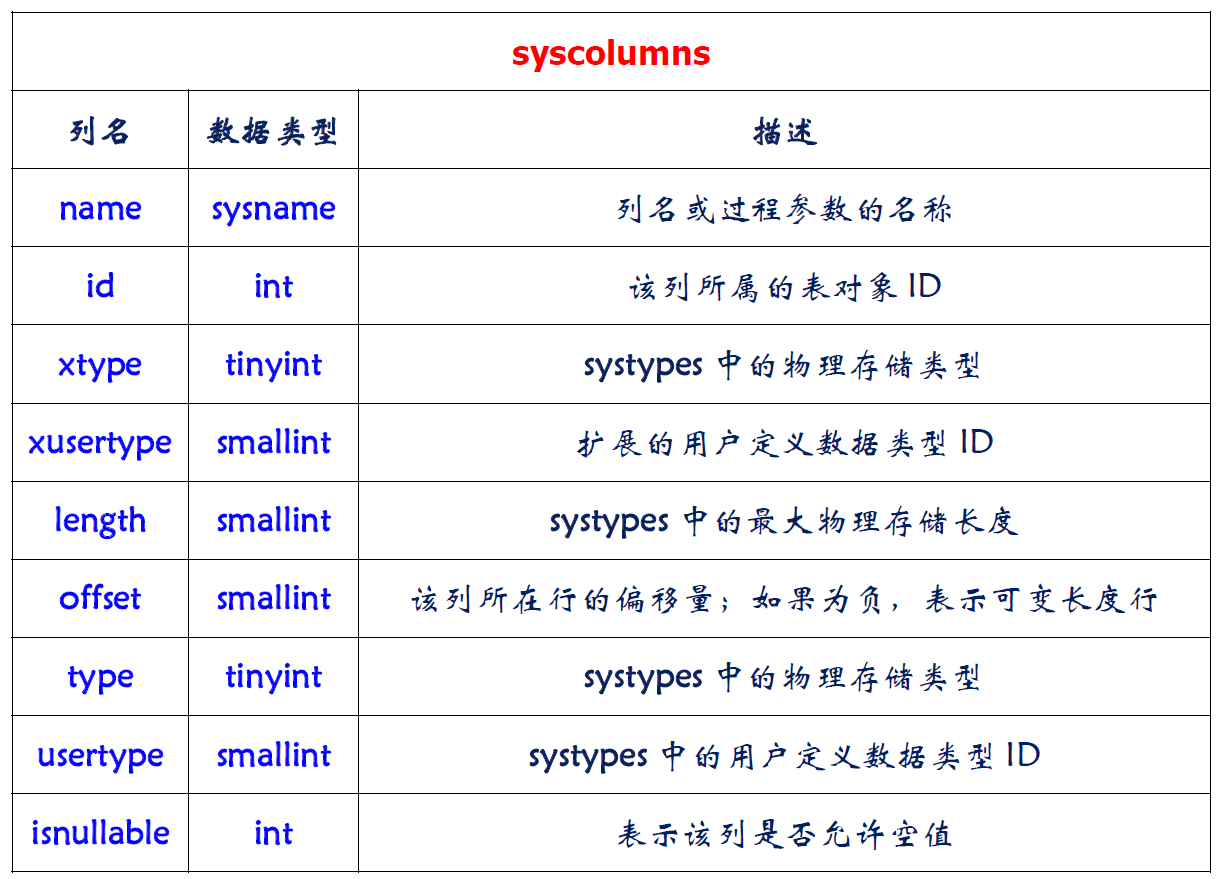 syscolumns
列名 数据类型 描述
name sysname 列名或过程参数的名称
id int 该列所属的表对象 ID
xtype tinyint systypes 中的物理存储类型
xusertype smallint 扩展的用户定义数据类型 ID
length smallint systypes 中的最大物理存储长度
offset smallint 该列所在行的偏移量；如果为负，表示可变长度行
type tinyint systypes 中的物理存储类型
usertype smallint systypes 中的用户定义数据类型 ID
isnullable int 表示该列是否允许空值